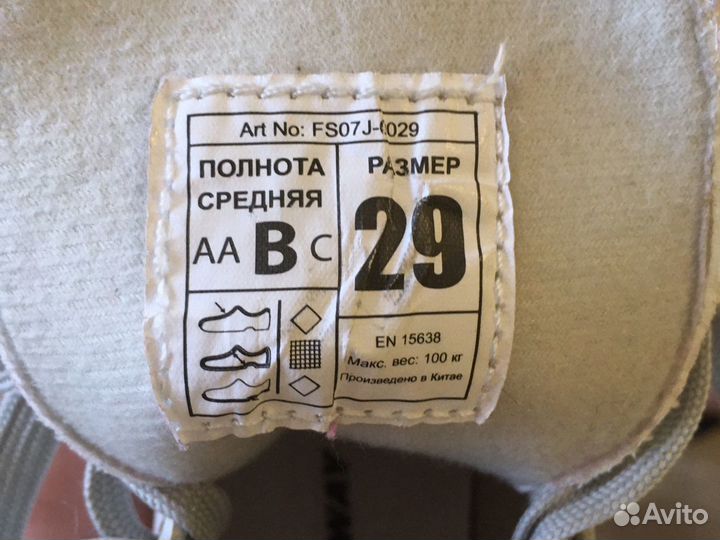 Art No: FS07J-0029
ПОЛНОТА
СРЕДНЯЯ
AA B C
РАЗМЕР
29
EN 15638
Макс. вес: 100 кг
Произведено в Китае
Avito